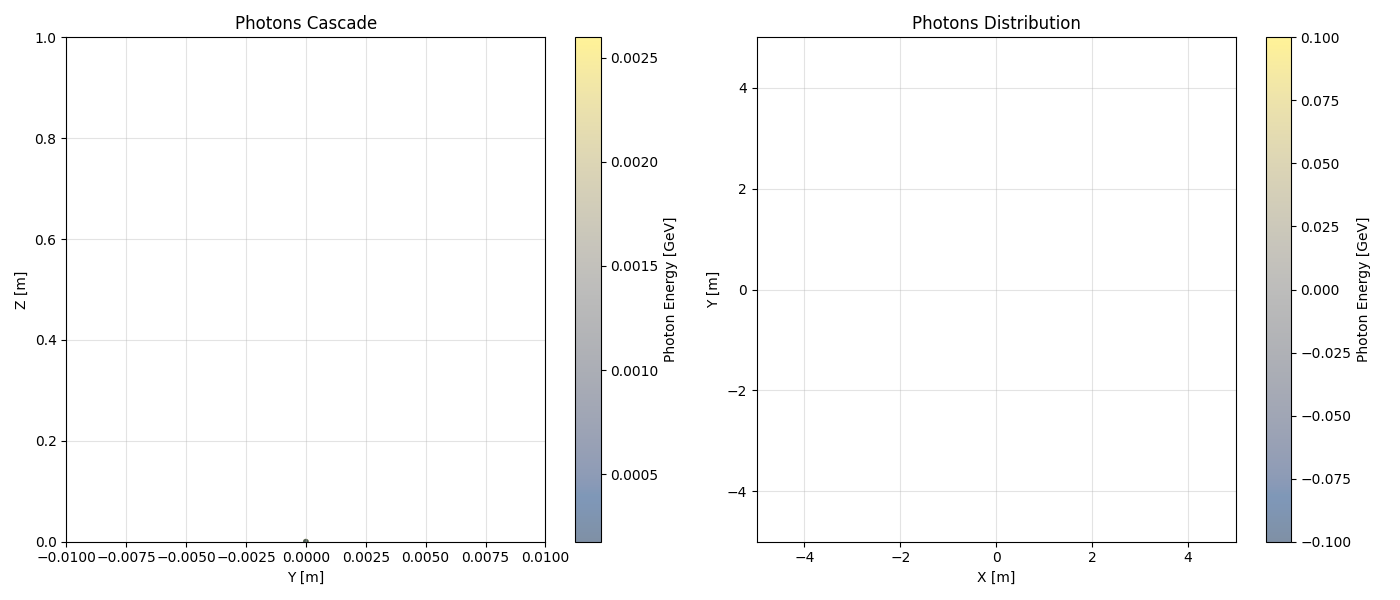 Photons Cascade
1.0
0.8
0.6
0.4
0.2
0.0
Z [m]
−0.0100 −0.0075 −0.0050 −0.0025 0.0000 0.0025 0.0050 0.0075 0.0100
Y [m]
0.0025
0.0020
0.0015
0.0010
0.0005
Photon Energy [GeV]
Photons Distribution
4
2
0
−2
−4
Y [m]
−4 −2 0 2 4
X [m]
0.100
0.075
0.050
0.025
0.000
−0.025
−0.050
−0.075
−0.100
Photon Energy [GeV]